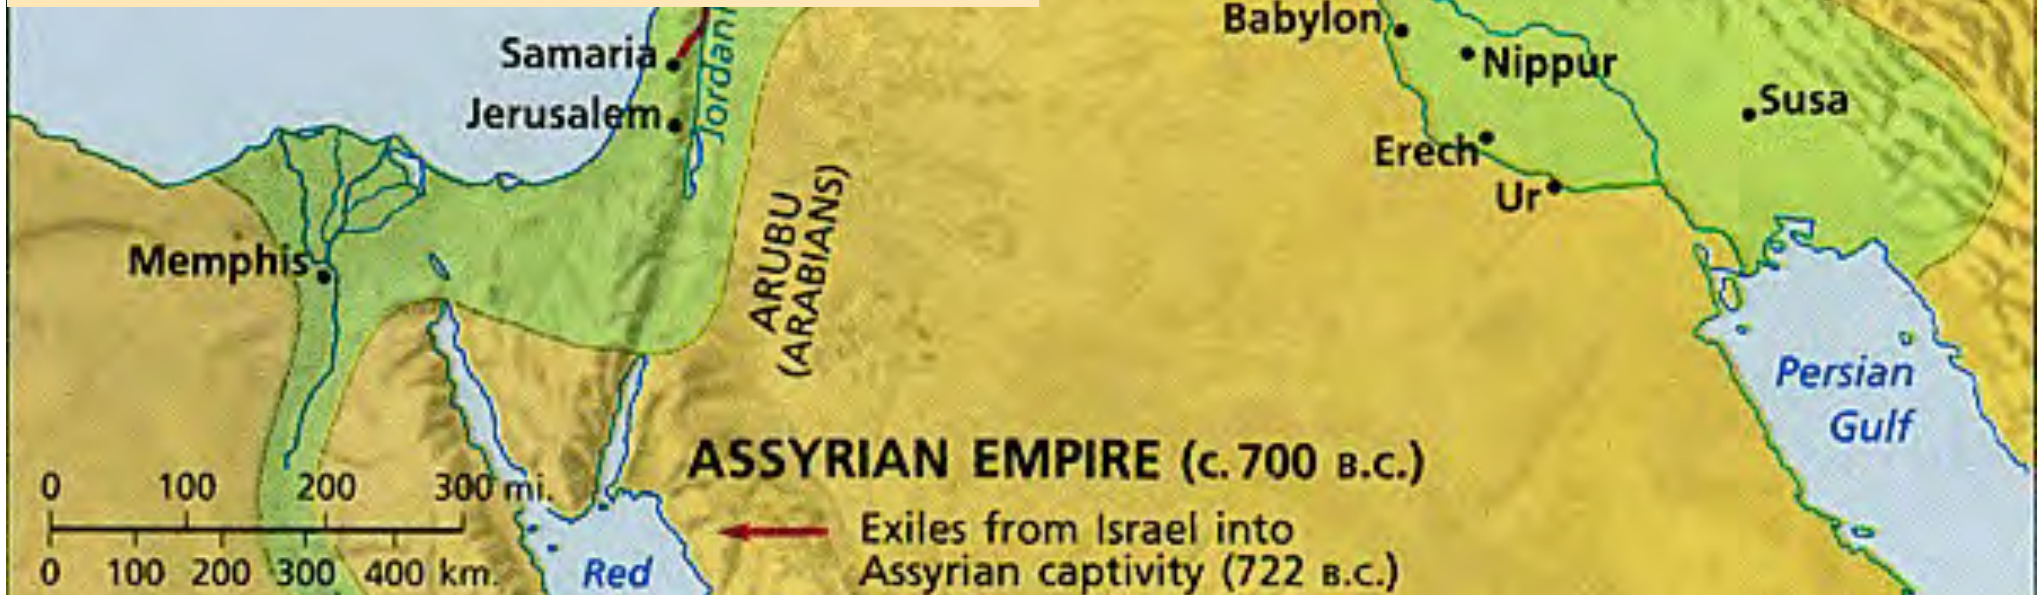 Babylon
Samaria
Nippur
Jordan
Susa
Jerusalem
Erech
Ur
ARUBU
(ARABIANS)
Memphis
Persian
Gulf
ASSYRIAN EMPIRE (c. 700 B.C.)
0 100 200 300 mi.
Exiles from Israel into
Assyrian captivity (722 B.C.)
0 100 200 300 400 km.
Red